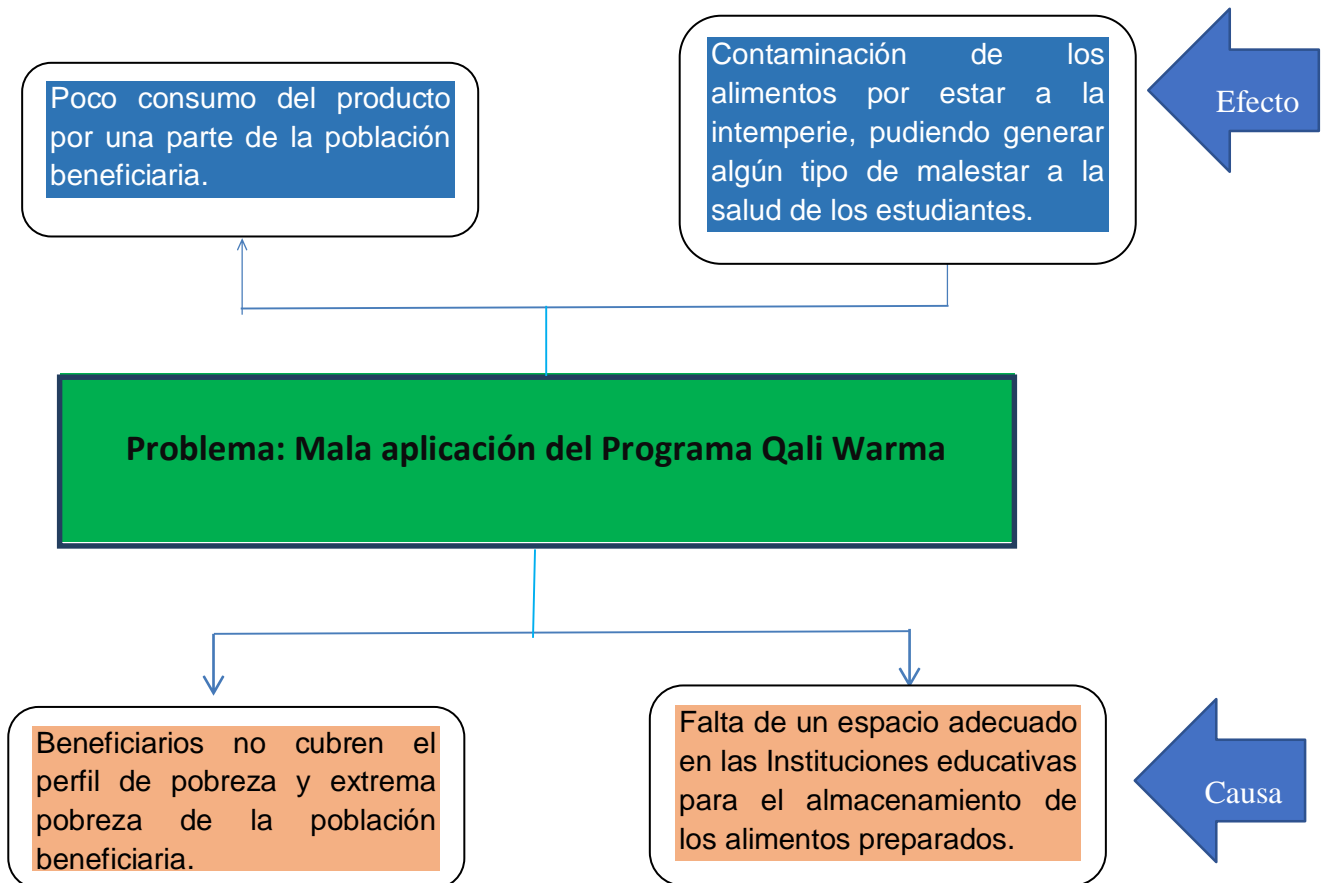 Poco consumo del producto
por una parte de la población
beneficiaria.
Contaminación de los
alimentos por estar a la
intemperie, pudiendo generar
algún tipo de malestar a la
salud de los estudiantes.
Efecto
Problema: Mala aplicación del Programa Qali Warma
Beneficiarios no cubren el
perfil de pobreza y extrema
pobreza de la población
beneficiaria.
Falta de un espacio adecuado
en las Instituciones educativas
para el almacenamiento de
los alimentos preparados.
Causa